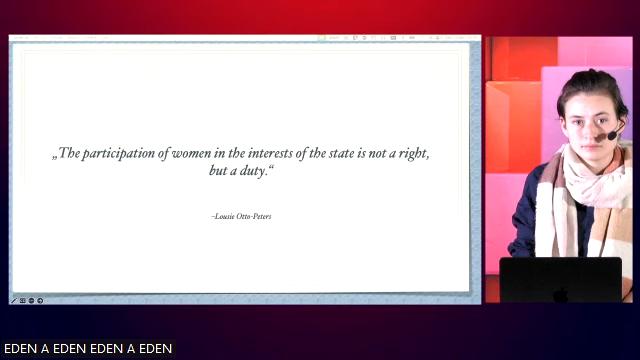 „The participation of women in the interests of the state is not a right,
but a duty.“
–Lousie Otto-Peters
EDEN A EDEN EDEN A EDEN